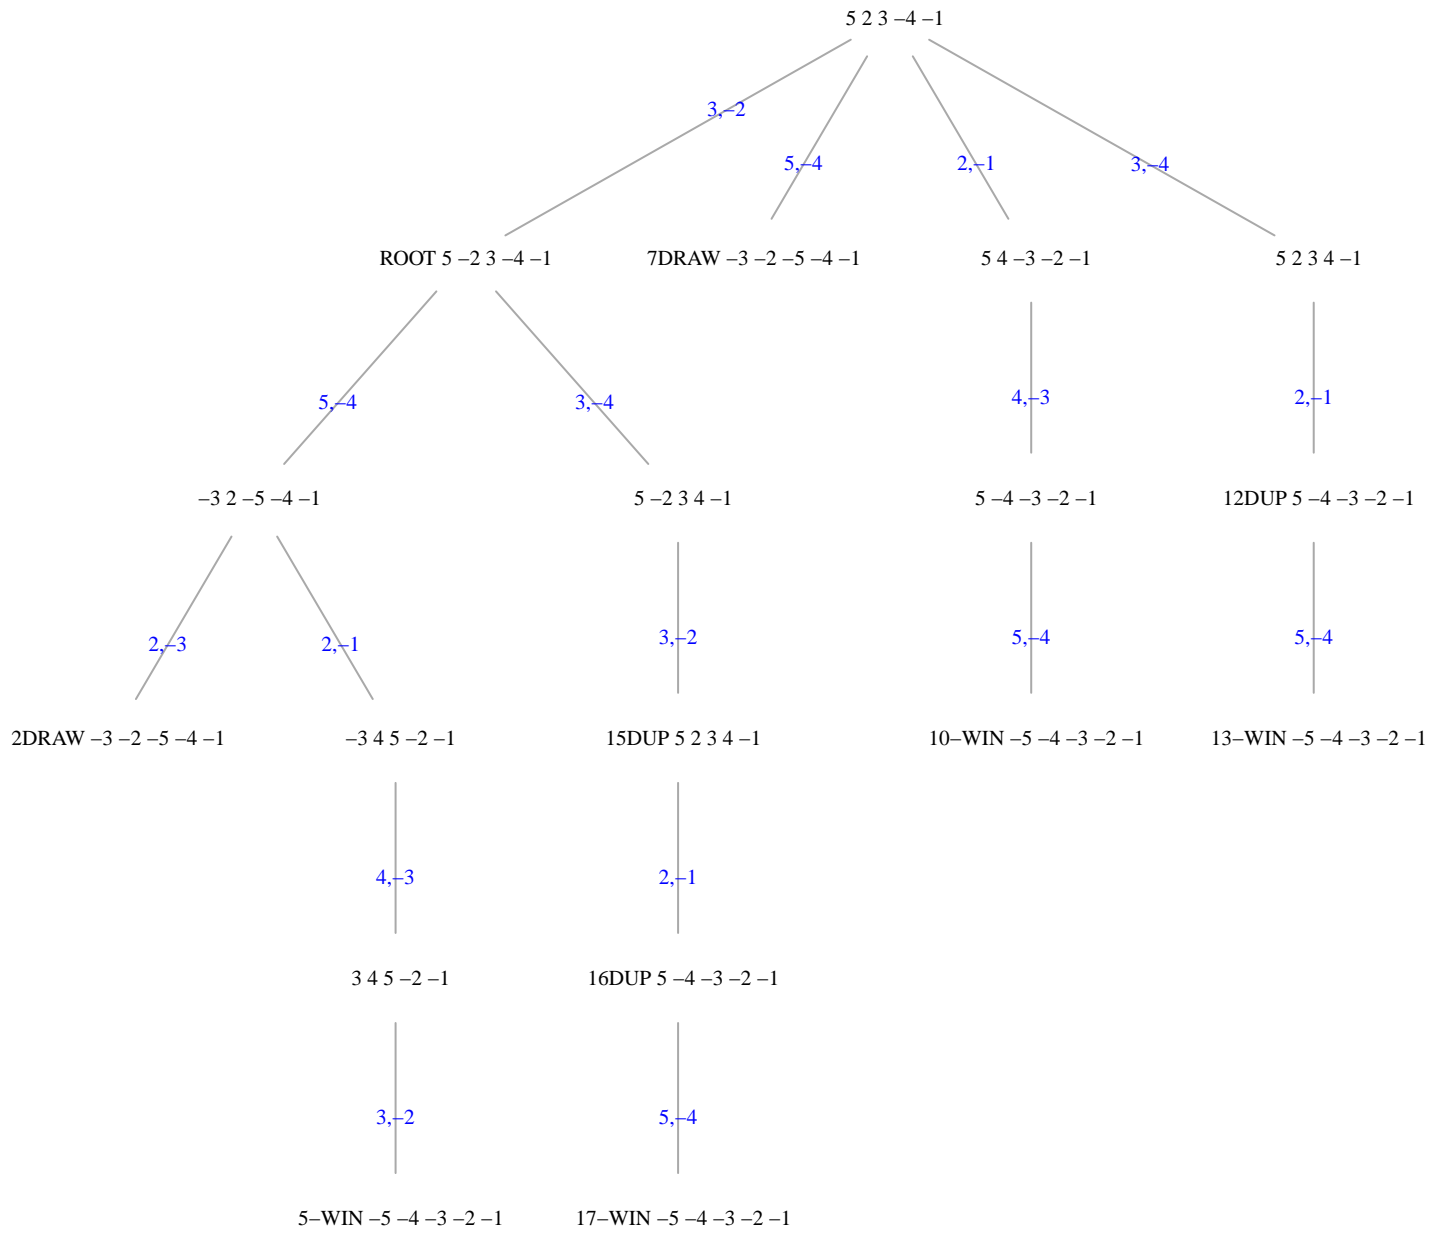 5 2 3 –4 –1
3,–2
5,–4
2,–1
3,–4
ROOT 5 –2 3 –4 –1
7DRAW –3 –2 –5 –4 –1
5 4 –3 –2 –1
5 2 3 4 –1
5,–4
3,–4
4,–3
2,–1
–3 2 –5 –4 –1
5 –2 3 4 –1
5 –4 –3 –2 –1
12DUP 5 –4 –3 –2 –1
2,–3
2,–1
3,–2
5,–4
5,–4
2DRAW –3 –2 –5 –4 –1
–3 4 5 –2 –1
15DUP 5 2 3 4 –1
10–WIN –5 –4 –3 –2 –1
13–WIN –5 –4 –3 –2 –1
4,–3
2,–1
3 4 5 –2 –1
16DUP 5 –4 –3 –2 –1
3,–2
5,–4
5–WIN –5 –4 –3 –2 –1
17–WIN –5 –4 –3 –2 –1